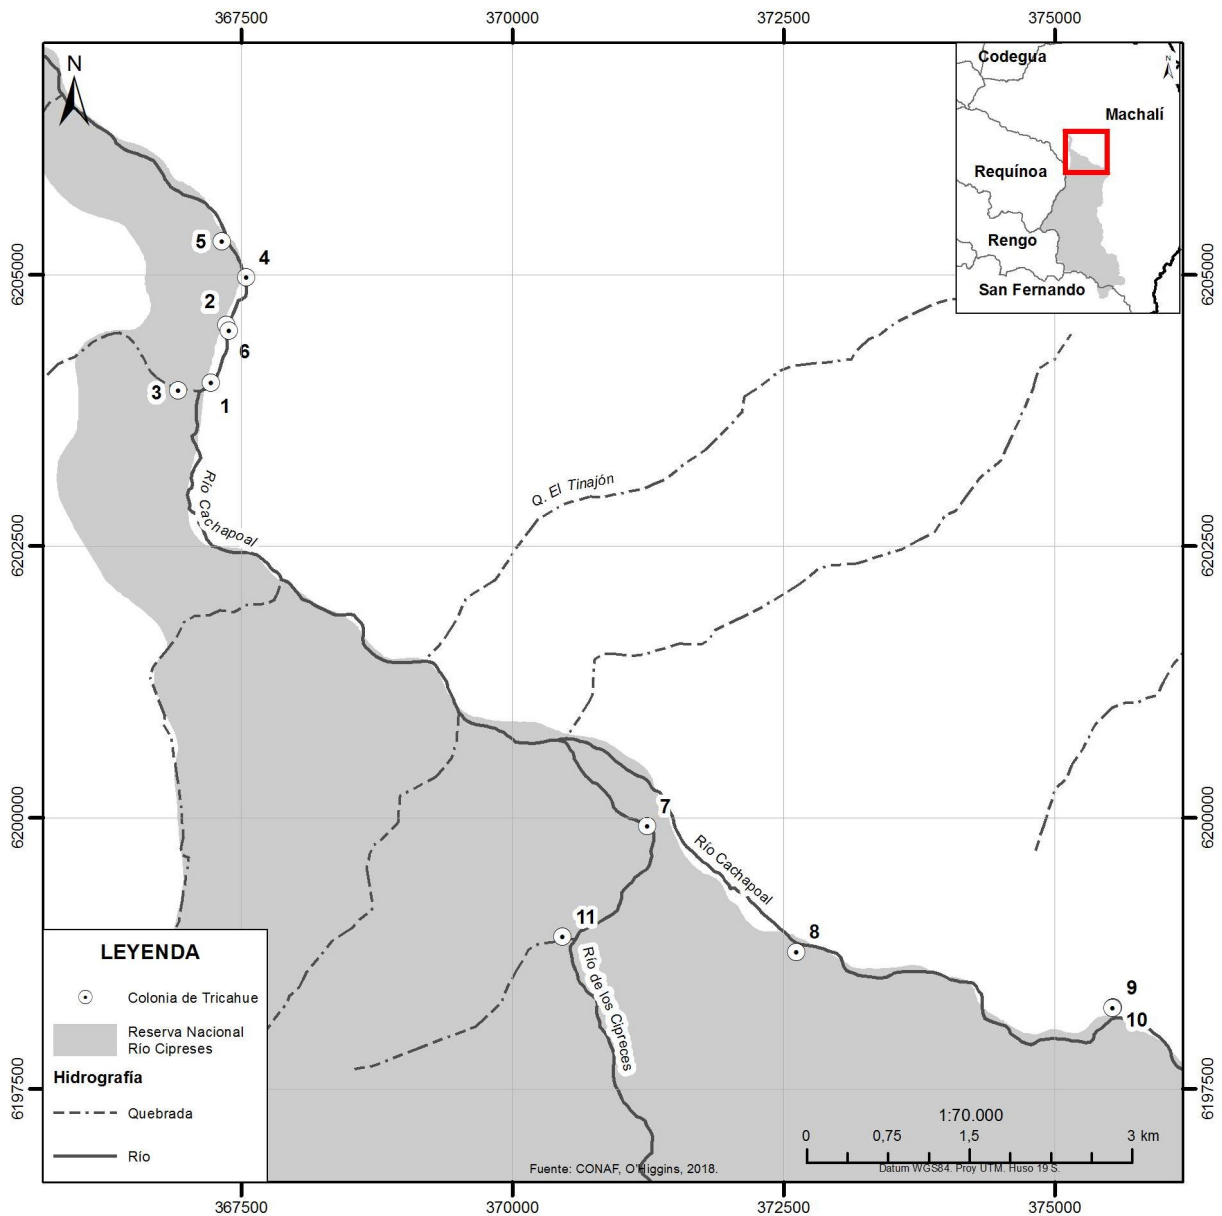 367500
370000
372500
375000
N
Codegua
N
Machalí
Requínoa
Rengo
San Fernando
6205000
6205000
5
4
2
6
3
1
Río Cachapoal
Q. El Tinajón
6202500
6202500
6200000
6200000
7
Río Cachapoal
11
8
Río de los Cipreces
9
10
LEYENDA
Colonia de Tricahue
Reserva Nacional
Río Cipreses
Hidrografía
Quebrada
Río
6197500
6197500
1:70.000
0 0,75 1,5 3 km
Fuente: CONAF, O'Higgins, 2018.
Datum WGS84. Proy UTM. Huso 19 S.
367500
370000
372500
375000